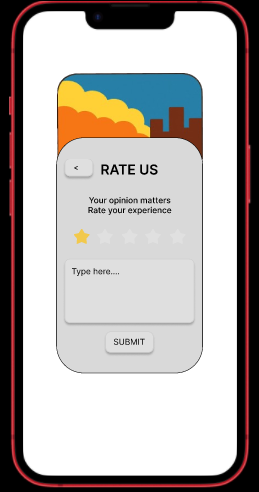 < RATE US
Your opinion matters
Rate your experience
Type here....
SUBMIT